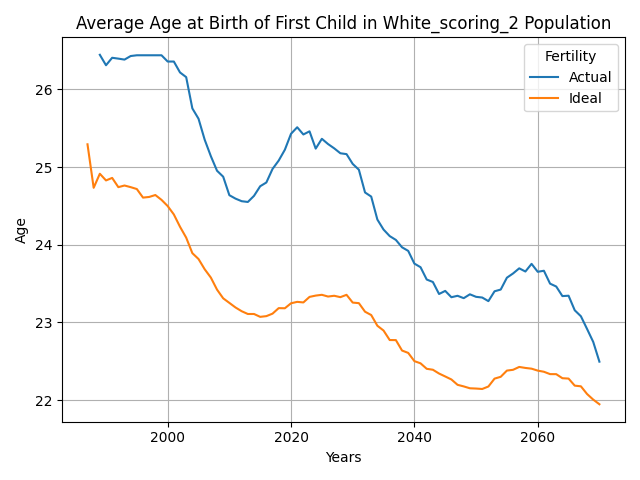 Average Age at Birth of First Child in White_scoring_2 Population
Fertility
Actual
Ideal
26
25
24
23
22
Age
2000
2020
2040
2060
Years